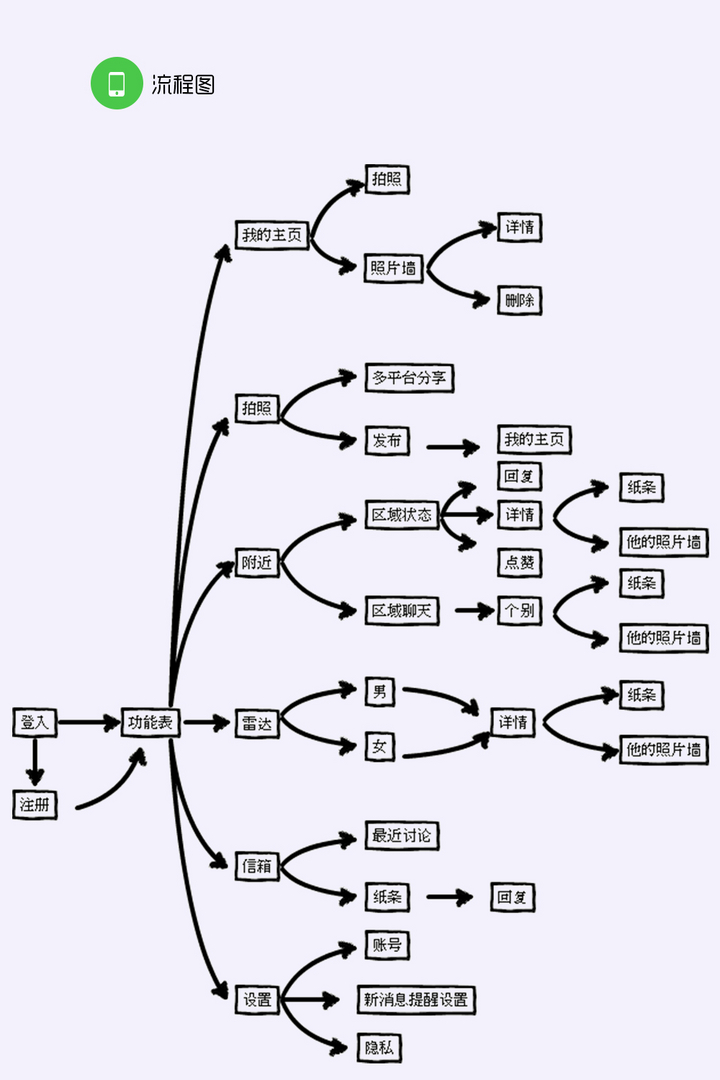 流程图
拍照
我的主页
详情
照片墙
删除
多平台分享
拍照
发布
我的主页
回复
区域状态
详情
纸条
他的照片墙
附近
点赞
区域聊天
个别
纸条
他的照片墙
男
登入
功能表
雷达
详情
纸条
女
他的照片墙
注册
最近讨论
信箱
纸条
回复
账号
设置
新消息提醒设置
隐私